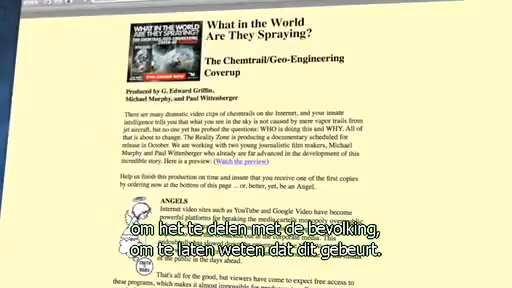 What in the World
Are They Spraying?
The Chemtrail/Geo-Engineering
Coverup
Produced by G. Edward Griffin,
Michael Murphy, and Paul Wittenberger
There are many dramatic video clips of chemtrails on the Internet, and your innate
intelligence tells you that what you see in the sky is not caused by mere vapor trails from
jet aircraft, but no one yet has probed the questions: WHO is doing this and WHY. All of
that is about to change. The Reality Zone is producing a documentary scheduled for
release in October. We are working with two young journalistic film makers, Michael
Murphy and Paul Wittenberger who already are far advanced in the development of this
incredible story. Here is a preview: (Watch the preview)
Help us finish this production on time and insure that you receive one of the first copies
by ordering now at the bottom of this page ... or, better, yet, be an Angel.
ANGELS
Internet video sites such as YouTube and Google Video have become
powerful platforms for breaking the media cartel's monopoly over public
om het te delen met de bevolking,
om te laten weten dat dit gebeurt.
of the public in the days ahead.
That's all for the good, but viewers have come to expect free access to
these programs, which makes it almost impossible for